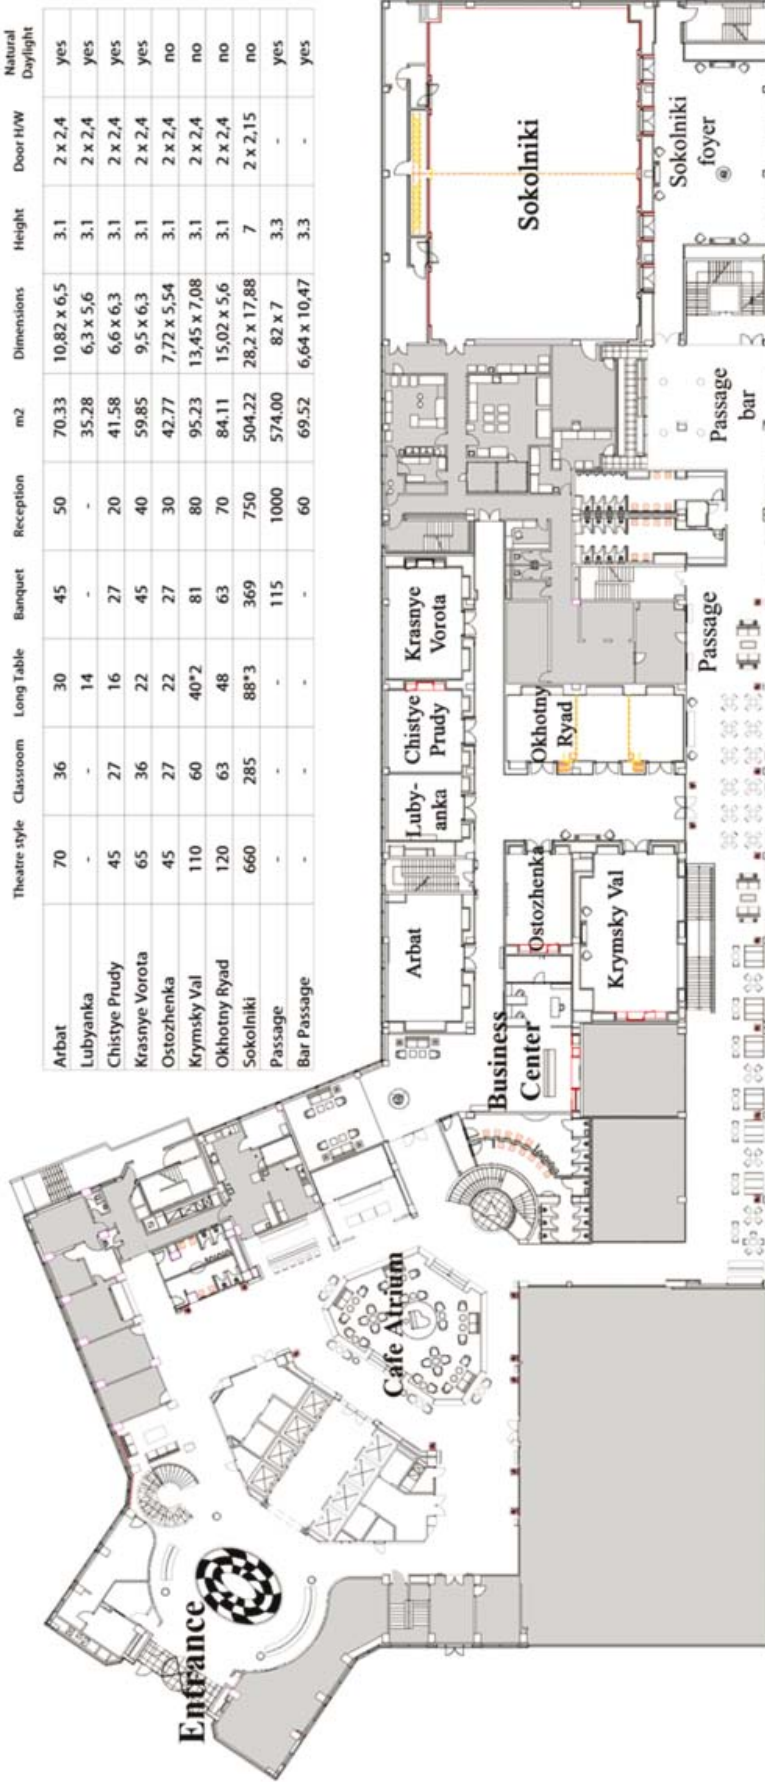 Theatre style Classroom Long Table Banquet Reception m2 Dimensions Height Door H/W Natural Daylight
Arbat 70 36 30 45 50 70.33 10,82 x 6,5 3.1 2 x 2,4 yes
Lubyanka - - 14 - - 35.28 6,3 x 5,6 3.1 2 x 2,4 yes
Chistye Prudy 45 27 16 27 20 41.58 6,6 x 6,3 3.1 2 x 2,4 yes
Krasnye Vorota 65 36 22 45 40 59.85 9,5 x 6,3 3.1 2 x 2,4 yes
Ostozhenka 45 27 22 27 30 42.77 7,72 x 5,54 3.1 2 x 2,4 no
Krymsky Val 110 60 40*2 81 80 95.23 13,45 x 7,08 3.1 2 x 2,4 no
Okhotny Ryad 120 63 48 63 70 84.11 15,02 x 5,6 3.1 2 x 2,4 no
Sokolniki 660 285 88*3 369 750 504.22 28,2 x 17,88 7 2 x 2,15 no
Passage - - - 115 1000 574.00 82 x 7 3.3 - yes
Bar Passage - - - - 60 69.52 6,64 x 10,47 3.3 - yes
Entrance
Cafe Atrium
Business
Center
Arbat
Luby-
anka
Chistye
Prudy
Krasnye
Vorota
Ostozhenka
Krymsky Val
Okhotny
Ryad
Passage
Passage
bar
Sokolniki
Sokolniki
foyer